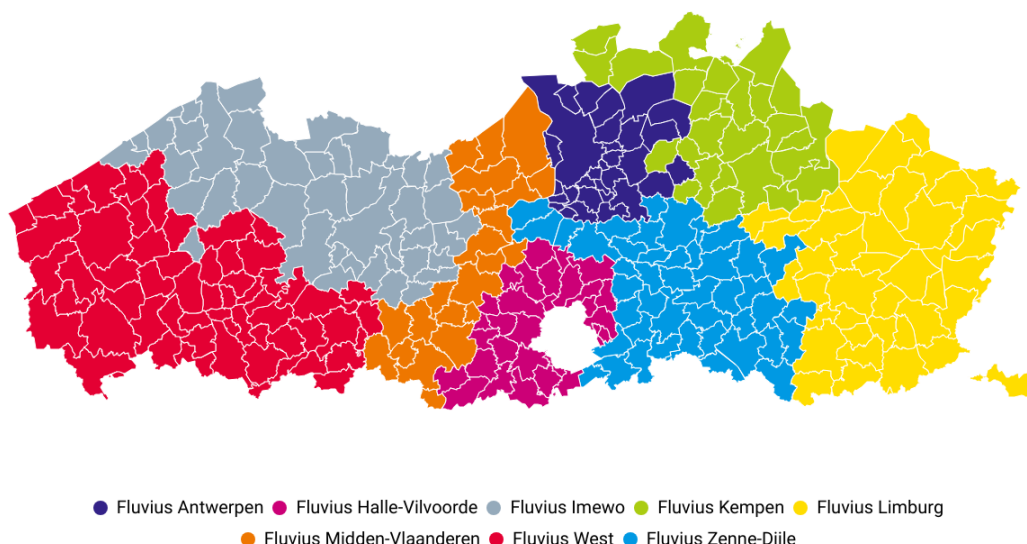 Fluvius Antwerpen Fluvius Halle-Vilvoorde Fluvius Imewo Fluvius Kempen Fluvius Limburg
Fluvius Midden-Vlaanderen Fluvius West Fluvius Zenne-Dijle